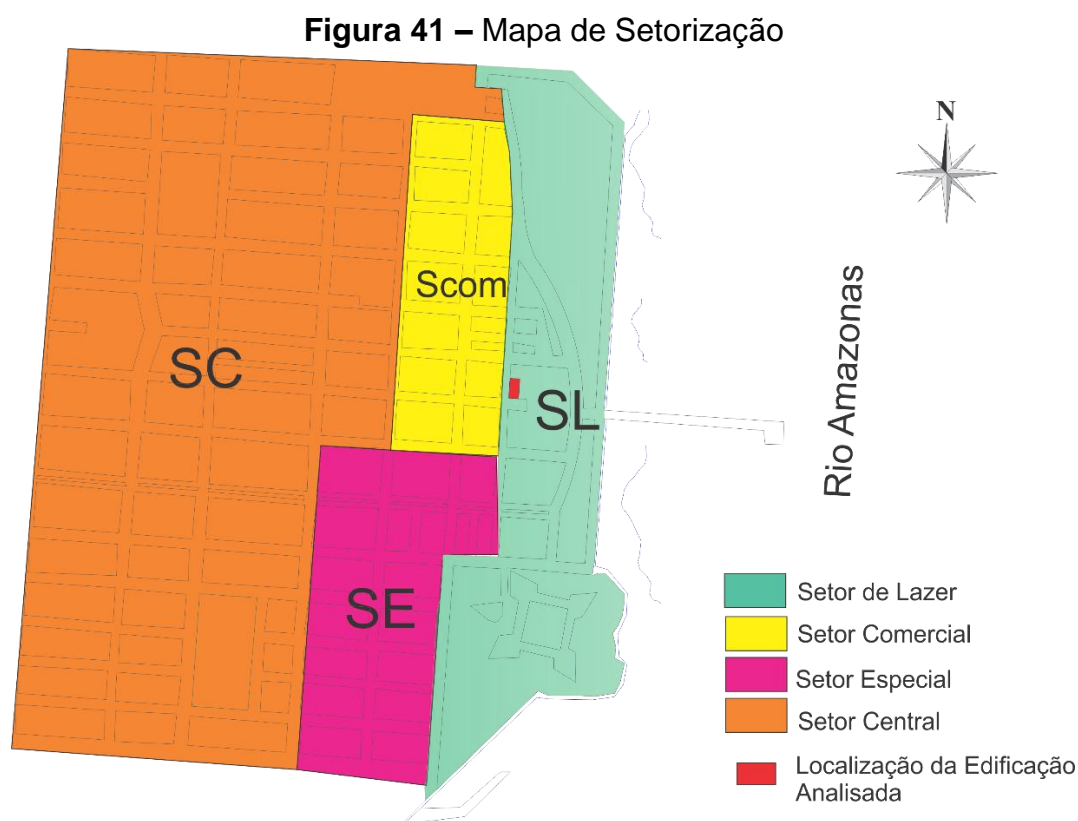 Figura 41 – Mapa de Setorização
N
Scom
SC
SL
Rio Amazonas
SE
Setor de Lazer
Setor Comercial
Setor Especial
Setor Central
Localização da Edificação
Analisada